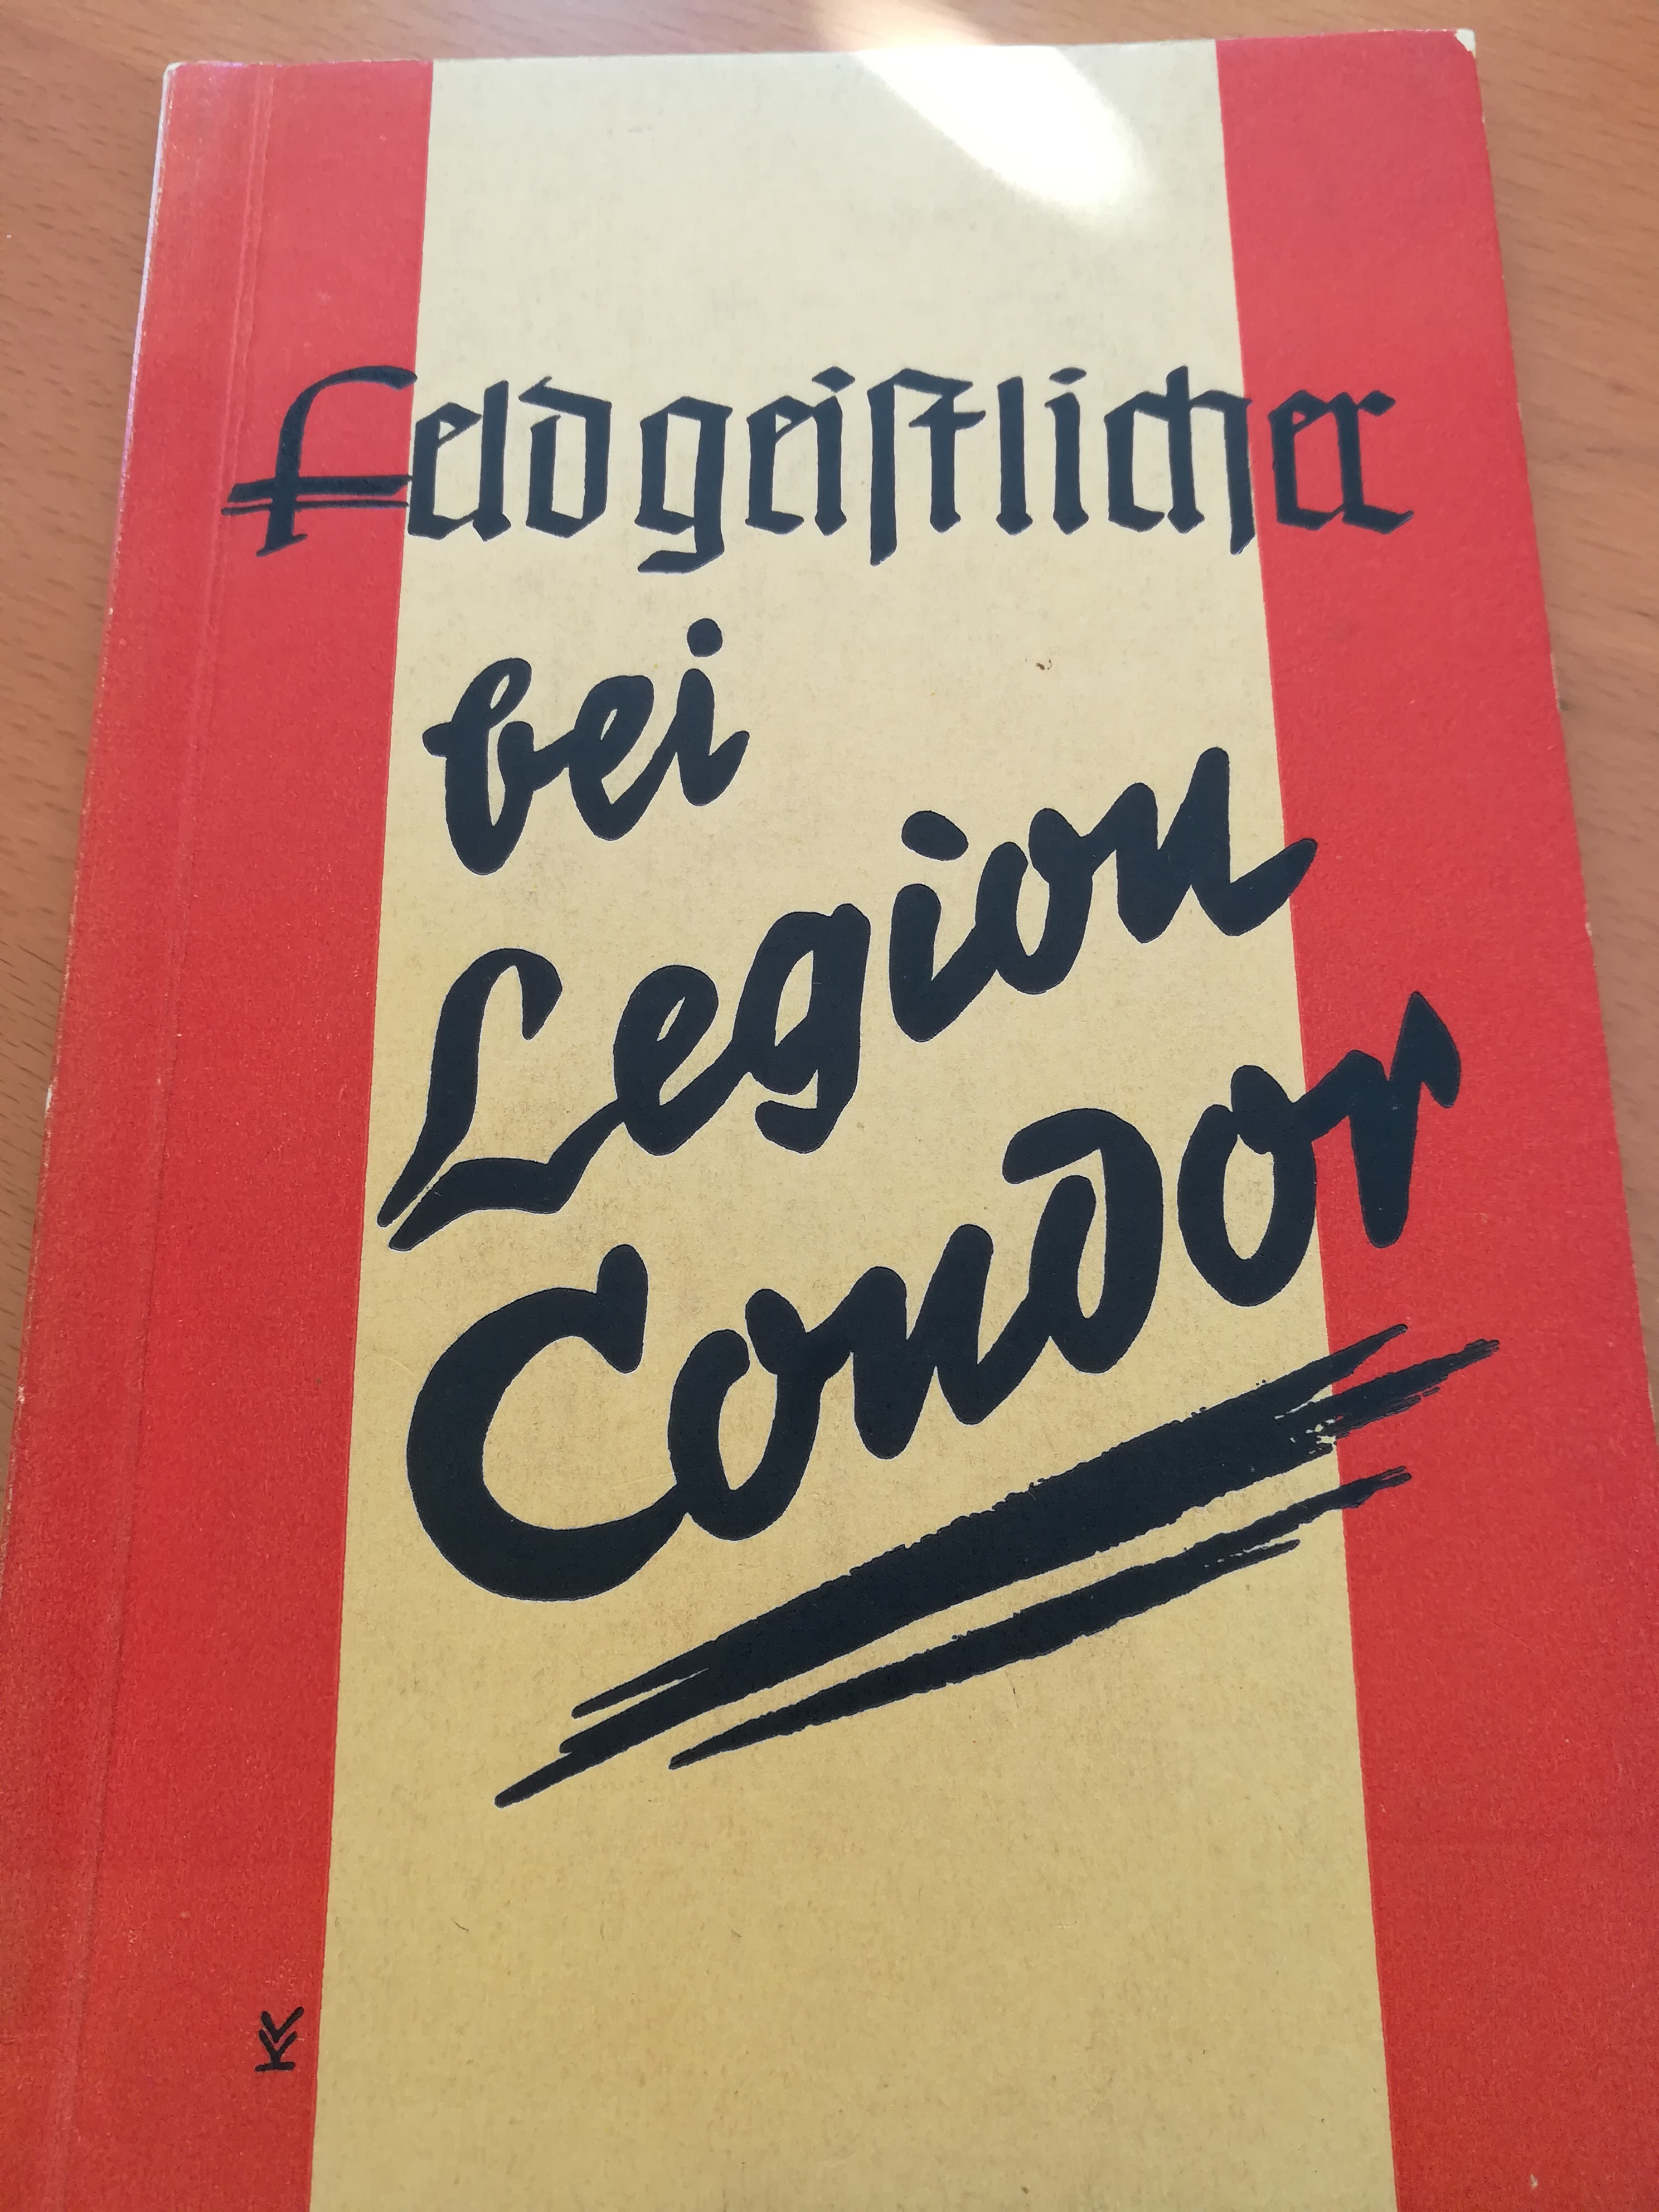 Feldgeiſtlicher
bei
Legion
Condor